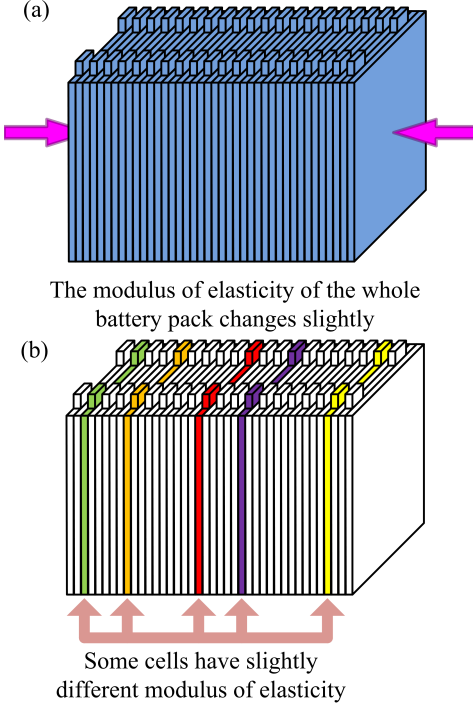 (a)
The modulus of elasticity of the whole
battery pack changes slightly
(b)
Some cells have slightly
different modulus of elasticity